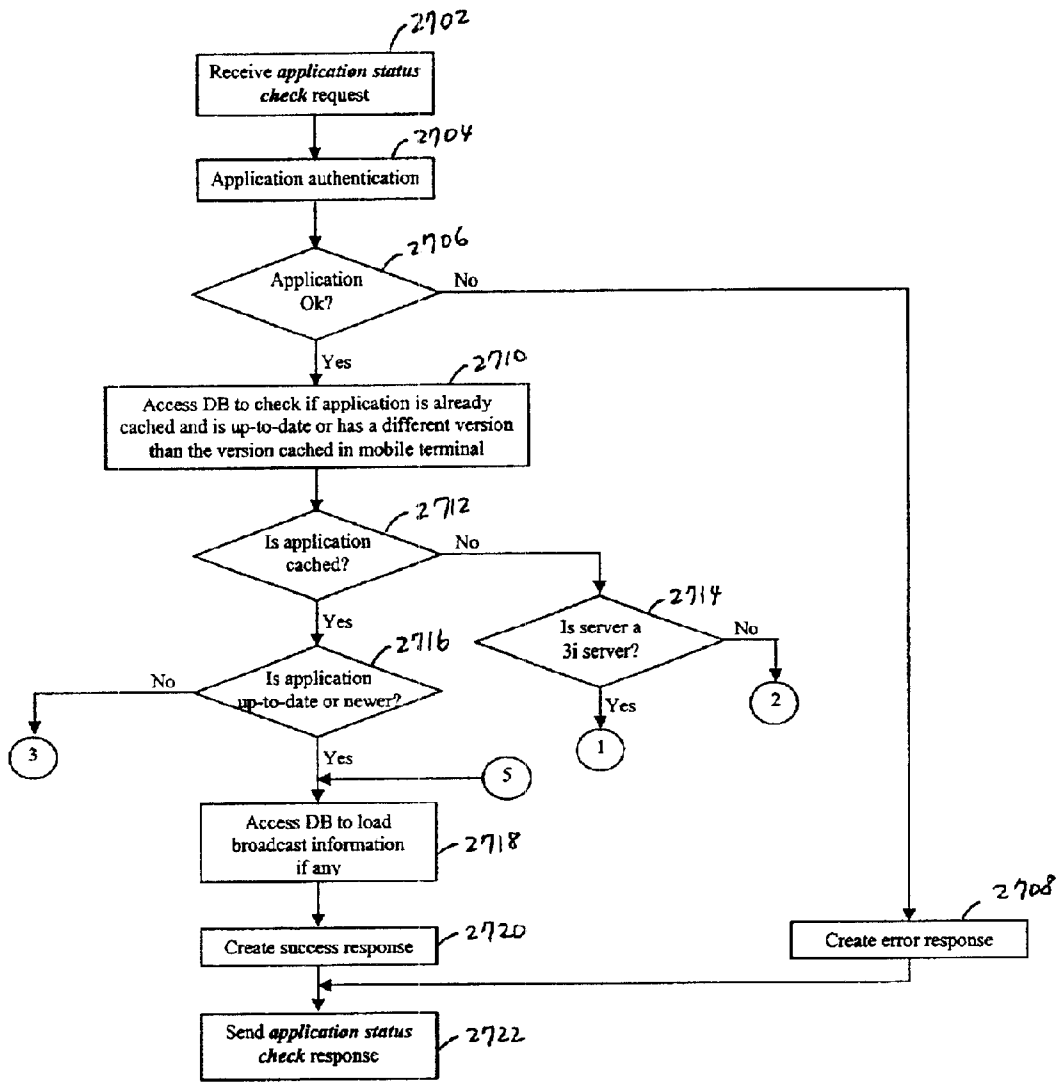 2702
Receive application status
check request
2704
Application authentication
2706
Application
Ok?
No
Yes
2710
Access DB to check if application is already
cached and is up-to-date or has a different version
than the version cached in mobile terminal
2712
Is application
cached?
No
Yes
2714
Is server a
3i server?
No
2
Yes
1
2716
Is application
up-to-date or newer?
No
3
Yes
5
Access DB to load
broadcast information
if any
2718
2708
Create success response
2720
Create error response
Send application status
check response
2722